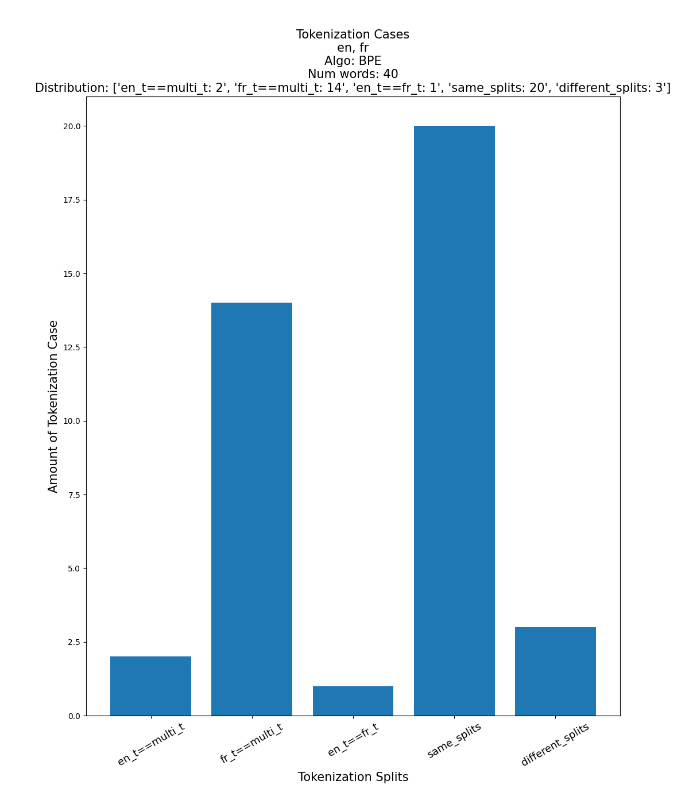 Tokenization Cases
en, fr
Algo: BPE
Num words: 40
Distribution: ['en_t==multi_t: 2', 'fr_t==multi_t: 14', 'en_t==fr_t: 1', 'same_splits: 20', 'different_splits: 3']
Amount of Tokenization Case
20.0
17.5
15.0
12.5
10.0
7.5
5.0
2.5
0.0
en_t==multi_t
fr_t==multi_t
en_t==fr_t
same_splits
different_splits
Tokenization Splits